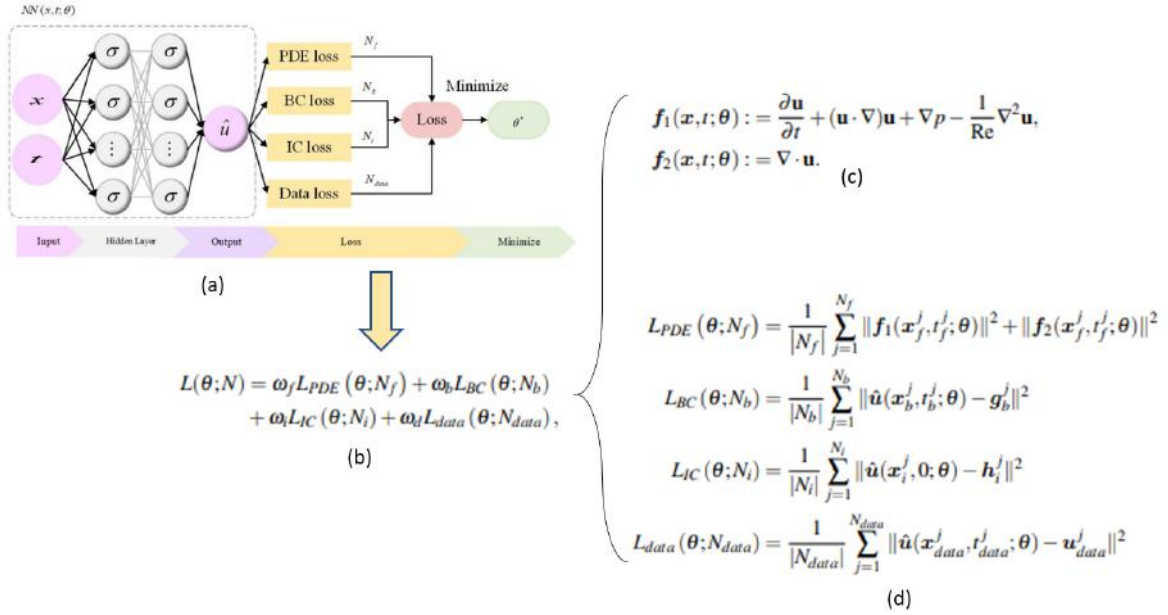 NN(x,t;θ)
σ σ
PDE loss
N_f
x
σ σ
BC loss
N_b
Minimize
û
Loss
θ*
t
⋮ ⋮
IC loss
N_i
σ σ
Data loss
N_data
Input Hidden Layer Output Loss Minimize
(a)
L(θ;N) = ω_f L_PDE (θ;N_f) + ω_b L_BC (θ;N_b)
+ ω_i L_IC (θ;N_i) + ω_d L_data (θ;N_data),
(b)
f_1(x,t;θ) := ∂u/∂t + (u · ∇)u + ∇p − 1/Re ∇²u,
f_2(x,t;θ) := ∇ · u.
(c)
L_PDE (θ;N_f) = 1/|N_f| ∑_{j=1}^{N_f} ‖f_1(x_f^j,t_f^j;θ)‖² + ‖f_2(x_f^j,t_f^j;θ)‖²
L_BC (θ;N_b) = 1/|N_b| ∑_{j=1}^{N_b} ‖û(x_b^j,t_b^j;θ) − g_b^j‖²
L_IC (θ;N_i) = 1/|N_i| ∑_{j=1}^{N_i} ‖û(x_i^j,0;θ) − h_i^j‖²
L_data (θ;N_data) = 1/|N_data| ∑_{j=1}^{N_data} ‖û(x_data^j,t_data^j;θ) − u_data^j‖²
(d)